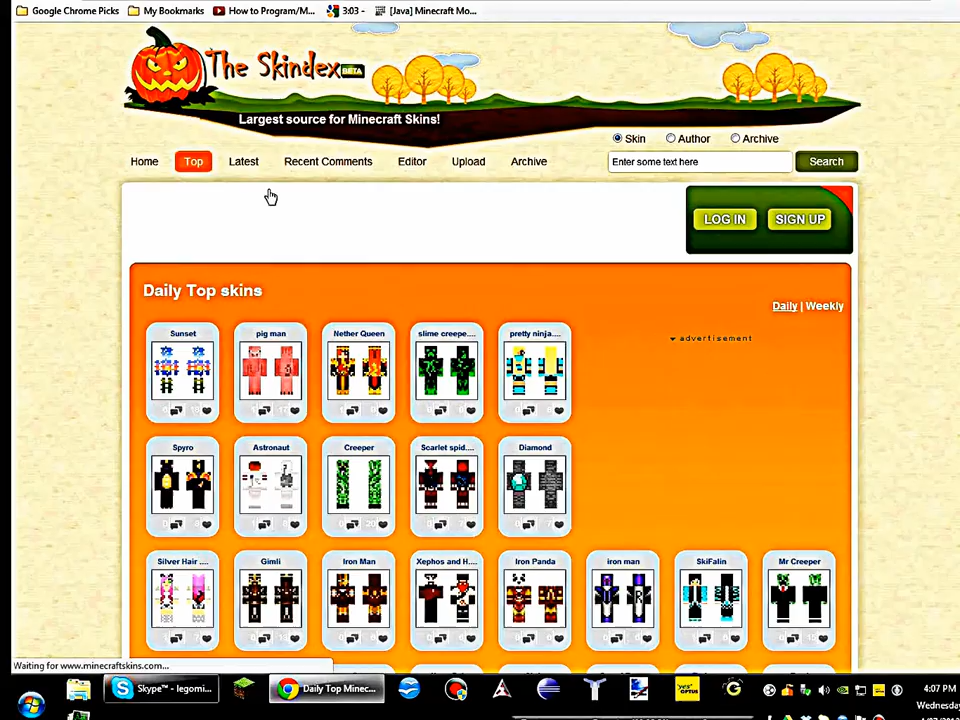 Google Chrome Picks My Bookmarks How to Program/M... 3:03 - [Java] Minecraft Mo...
The Skindex BETA
Largest source for Minecraft Skins!
Skin Author Archive
Home Top Latest Recent Comments Editor Upload Archive Enter some text here Search
LOG IN SIGN UP
Daily Top skins
Daily | Weekly
advertisement
Sunset pig man Nether Queen slime creepe.... pretty ninja....
Spyro Astronaut Creeper Scarlet spid.... Diamond
Silver Hair .... Gimli Iron Man Xephos and H.... Iron Panda iron man SkiFalin Mr Creeper
Waiting for www.minecraftskins.com...
Skype™ - legomi... Daily Top Minec... "yes" OPTUS 4:07 PM
Wednesday